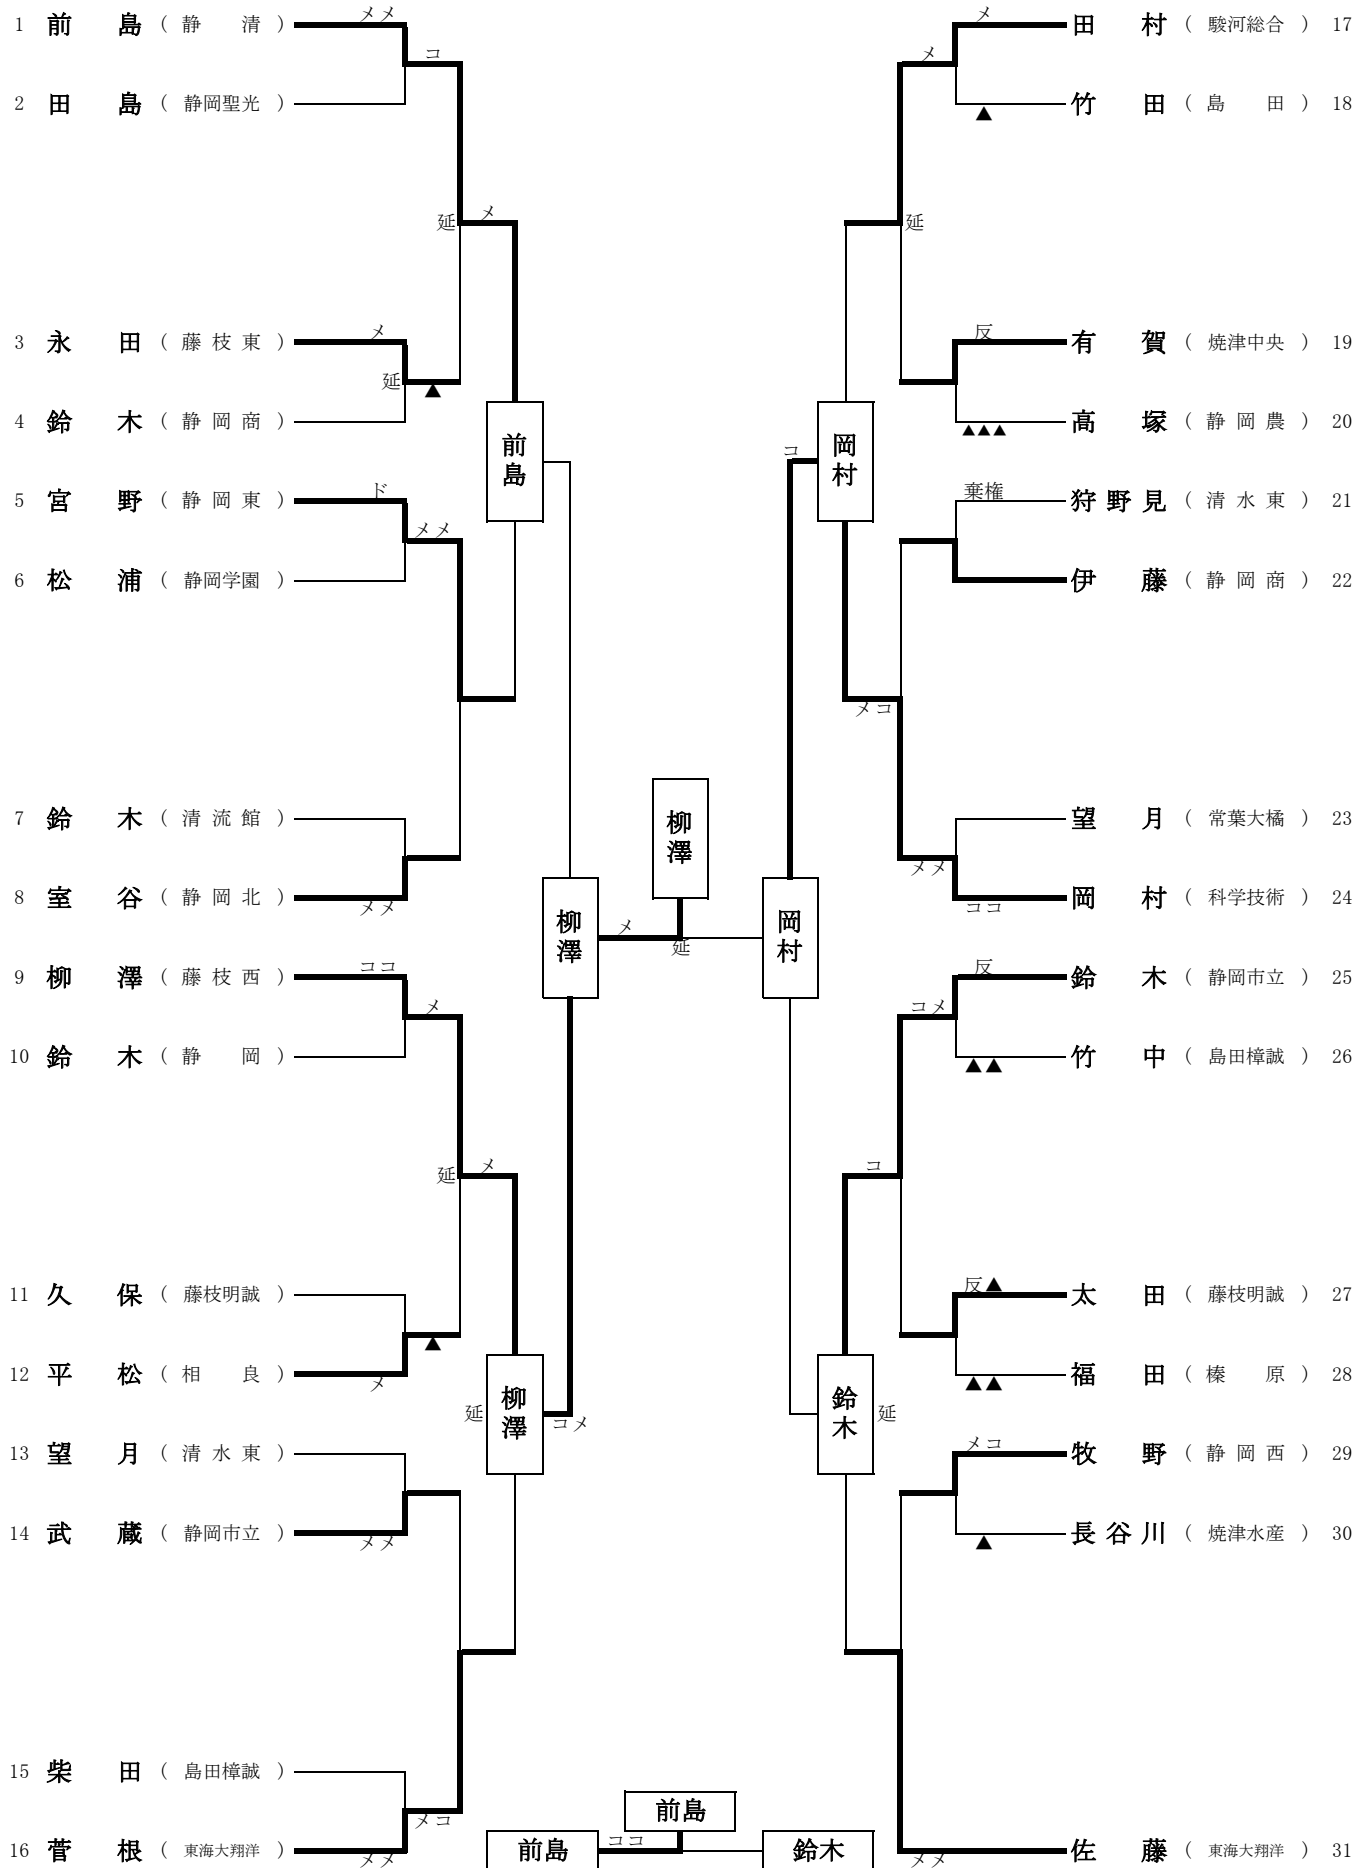 1 前島 （ 静清 ） メメ
コ
2 田島 （ 静岡聖光 ）
延 メ
3 永田 （ 藤枝東 ） メ
延 ▲
4 鈴木 （ 静岡商 ）
前島
5 宮野 （ 静岡東 ） ド
メメ
6 松浦 （ 静岡学園 ）
7 鈴木 （ 清流館 ）
8 室谷 （ 静岡北 ） メメ
9 柳澤 （ 藤枝西 ） ココ
メ
10 鈴木 （ 静岡 ）
延 メ
11 久保 （ 藤枝明誠 ）
▲
12 平松 （ 相良 ） メ
延 柳澤 コメ
13 望月 （ 清水東 ）
14 武蔵 （ 静岡市立 ） メメ
15 柴田 （ 島田樟誠 ）
メコ
16 菅根 （ 東海大翔洋 ） メメ
柳澤
柳澤 メ 延 岡村
前島
前島 ココ 鈴木
メ 田村 （ 駿河総合 ） 17
メ
▲ 竹田 （ 島田 ） 18
延
反 有賀 （ 焼津中央 ） 19
▲▲▲ 高塚 （ 静岡農 ） 20
コ 岡村
棄権 狩野見 （ 清水東 ） 21
伊藤 （ 静岡商 ） 22
メコ
望月 （ 常葉大橘 ） 23
メメ
ココ 岡村 （ 科学技術 ） 24
反 鈴木 （ 静岡市立 ） 25
コメ
▲▲ 竹中 （ 島田樟誠 ） 26
コ
反▲ 太田 （ 藤枝明誠 ） 27
▲▲ 福田 （ 榛原 ） 28
鈴木 延
メコ 牧野 （ 静岡西 ） 29
▲ 長谷川 （ 焼津水産 ） 30
メメ 佐藤 （ 東海大翔洋 ） 31